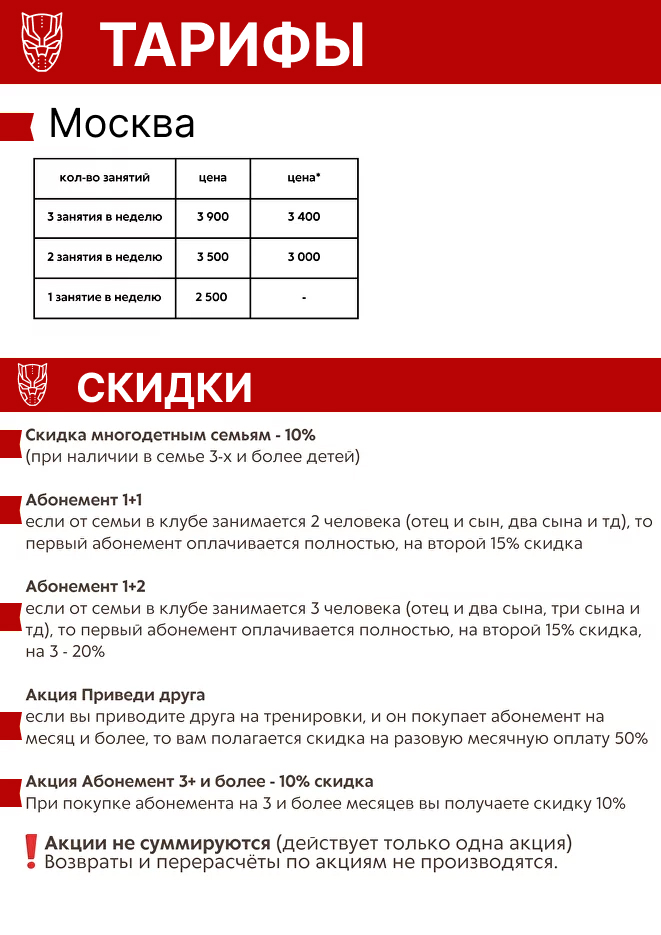 ТАРИФЫ
Москва
кол-во занятий цена цена*
3 занятия в неделю 3 900 3 400
2 занятия в неделю 3 500 3 000
1 занятие в неделю 2 500 -
СКИДКИ
Скидка многодетным семьям - 10%
(при наличии в семье 3-х и более детей)
Абонемент 1+1
если от семьи в клубе занимается 2 человека (отец и сын, два сына и тд), то
первый абонемент оплачивается полностью, на второй 15% скидка
Абонемент 1+2
если от семьи в клубе занимается 3 человека (отец и два сына, три сына и
тд), то первый абонемент оплачивается полностью, на второй 15% скидка,
на 3 - 20%
Акция Приведи друга
если вы приводите друга на тренировки, и он покупает абонемент на
месяц и более, то вам полагается скидка на разовую месячную оплату 50%
Акция Абонемент 3+ и более - 10% скидка
При покупке абонемента на 3 и более месяцев вы получаете скидку 10%
❗ Акции не суммируются (действует только одна акция)
Возвраты и перерасчёты по акциям не производятся.